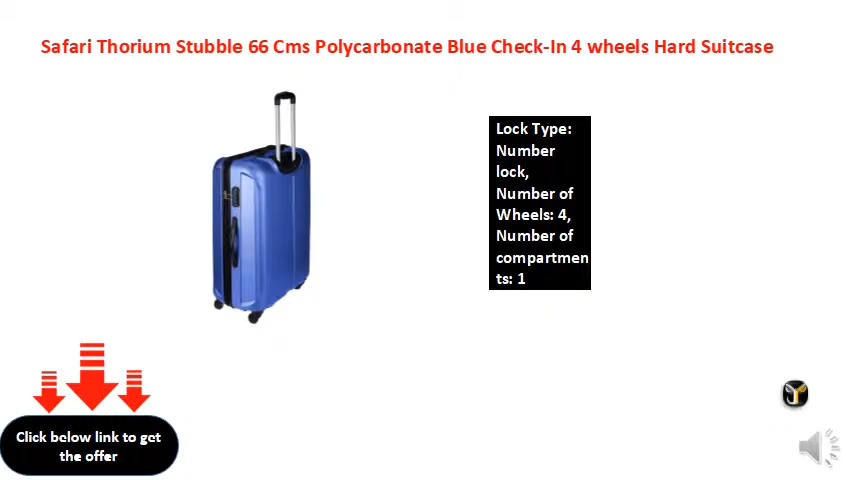 Safari Thorium Stubble 66 Cms Polycarbonate Blue Check-In 4 wheels Hard Suitcase
Lock Type:
Number
lock,
Number of
Wheels: 4,
Number of
compartmen
ts: 1
Click below link to get
the offer